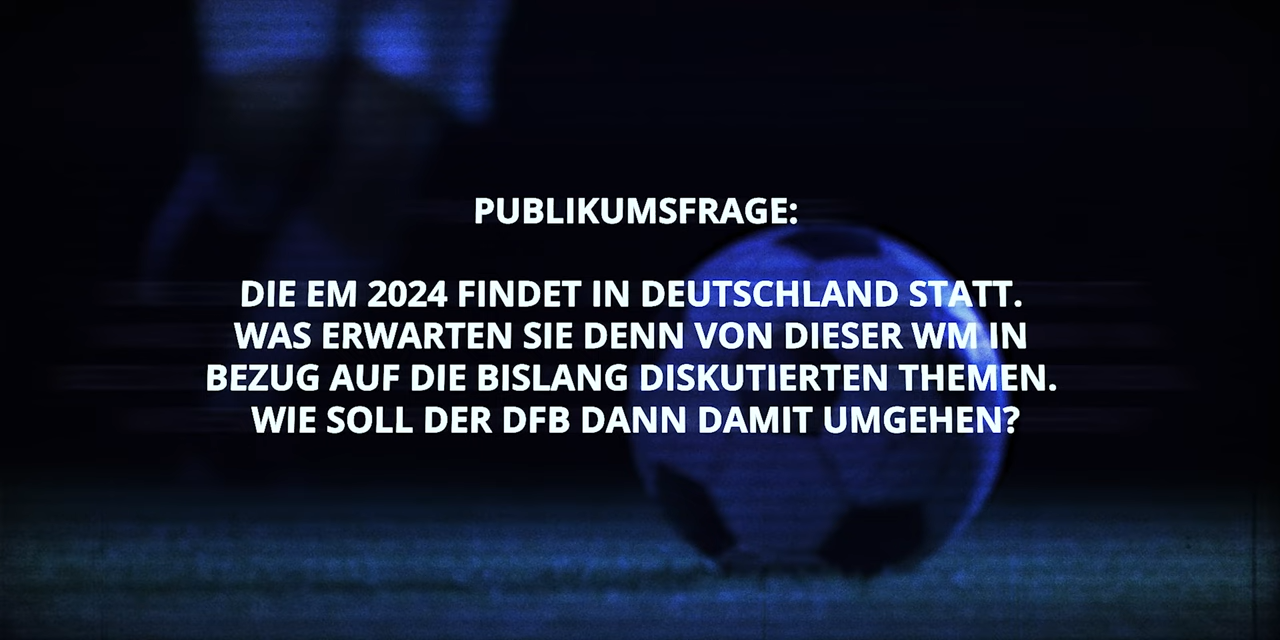 PUBLIKUMSFRAGE:
DIE EM 2024 FINDET IN DEUTSCHLAND STATT.
WAS ERWARTEN SIE DENN VON DIESER WM IN
BEZUG AUF DIE BISLANG DISKUTIERTEN THEMEN.
WIE SOLL DER DFB DANN DAMIT UMGEHEN?